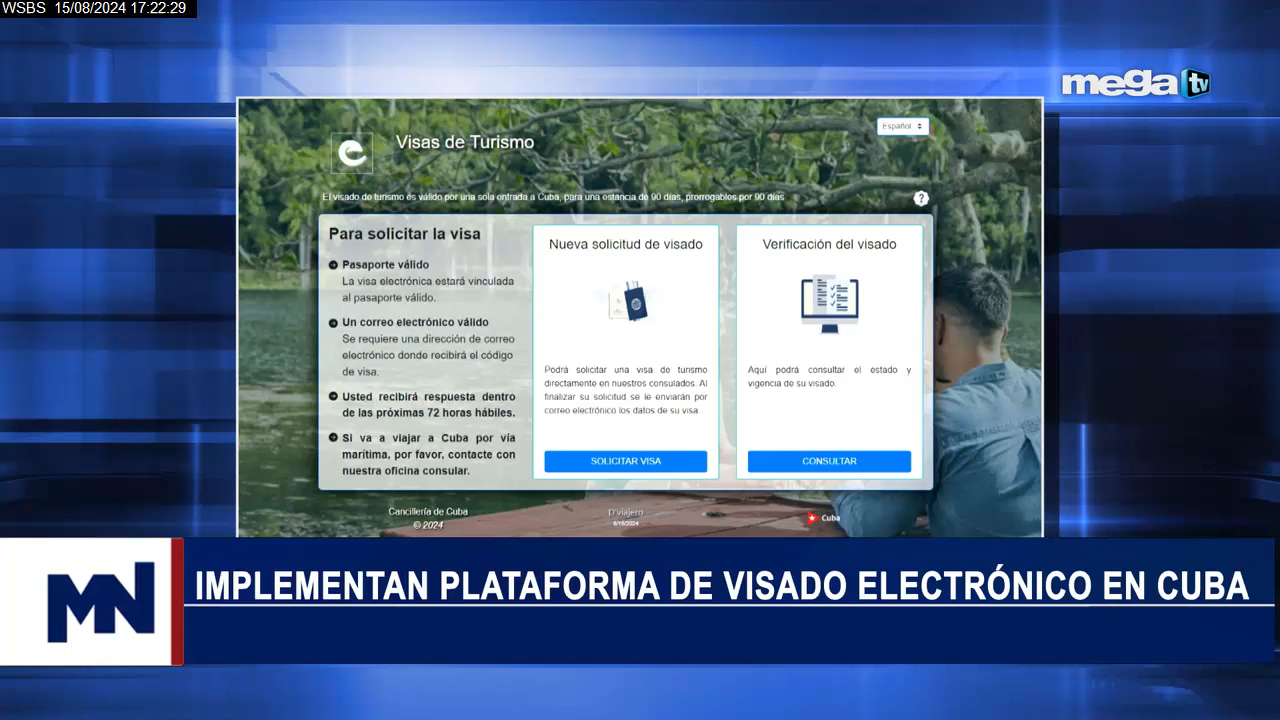 WSBS 15/08/2024 17:22:29
mega tv
Español
Visas de Turismo
El visado de turismo es válido por una sola entrada a Cuba, para una estancia de 90 días, prorrogables por 90 días
?
Para solicitar la visa
Pasaporte válido
La visa electrónica estará vinculada
al pasaporte válido.
Un correo electrónico válido
Se requiere una dirección de correo
electrónico donde recibirá el código
de visa.
Usted recibirá respuesta dentro
de las próximas 72 horas hábiles.
Si va a viajar a Cuba por vía
marítima, por favor, contacte con
nuestra oficina consular.
Nueva solicitud de visado
Podrá solicitar una visa de turismo
directamente en nuestros consulados. Al
finalizar su solicitud se le enviarán por
correo electrónico los datos de su visa
SOLICITAR VISA
Verificación del visado
Aquí podrá consultar el estado y
vigencia de su visado.
CONSULTAR
Cancillería de Cuba
© 2024
D'viajero
Cuba
MN
IMPLEMENTAN PLATAFORMA DE VISADO ELECTRÓNICO EN CUBA